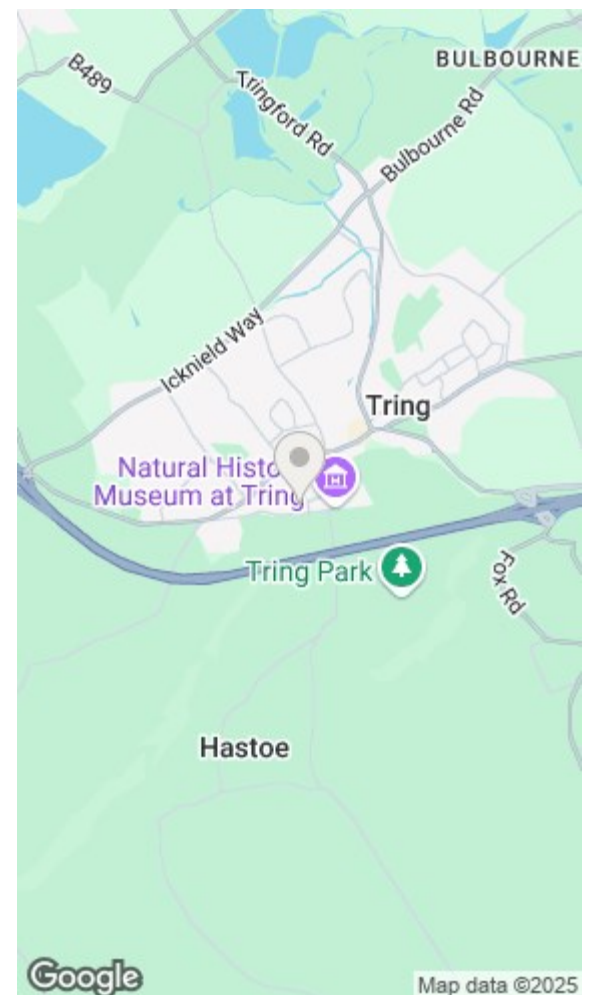 BULBOURNE
B489
Tringford Rd
Bulbourne Rd
Icknield Way
Tring
Natural Histo
Museum at Tring
Tring Park
Fox Rd
Hastoe
Google
Map data ©2025